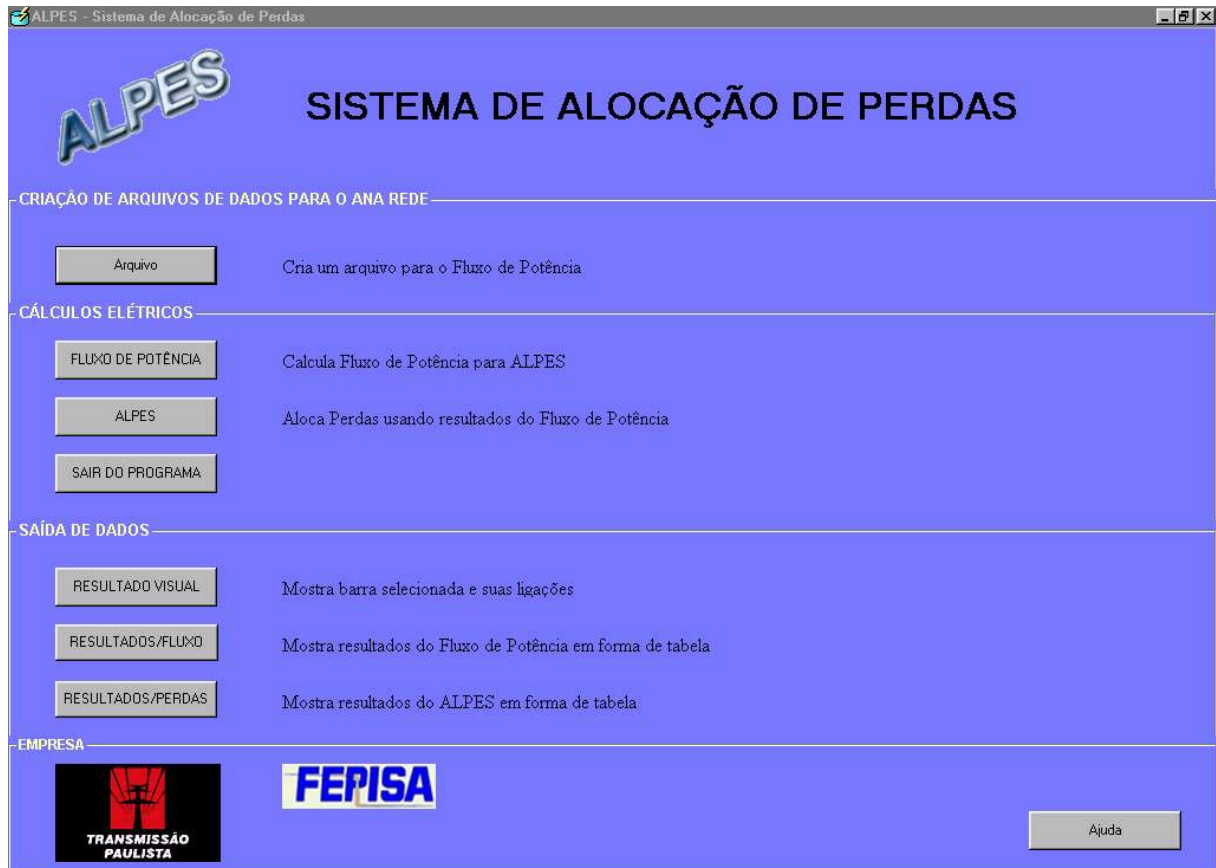 ALPES - Sistema de Alocação de Perdas
ALPES
SISTEMA DE ALOCAÇÃO DE PERDAS
CRIAÇÂO DE ARQUIVOS DE DADOS PARA O ANA REDE
Arquivo
Cria um arquivo para o Fluxo de Potência
CÁLCULOS ELÉTRICOS
FLUXO DE POTÊNCIA
Calcula Fluxo de Potência para ALPES
ALPES
Aloca Perdas usando resultados do Fluxo de Potência
SAIR DO PROGRAMA
SAÍDA DE DADOS
RESULTADO VISUAL
Mostra barra selecionada e suas ligações
RESULTADOS/FLUXO
Mostra resultados do Fluxo de Potência em forma de tabela
RESULTADOS/PERDAS
Mostra resultados do ALPES em forma de tabela
EMPRESA
TRANSMISSÃO
PAULISTA
FEPISA
Ajuda